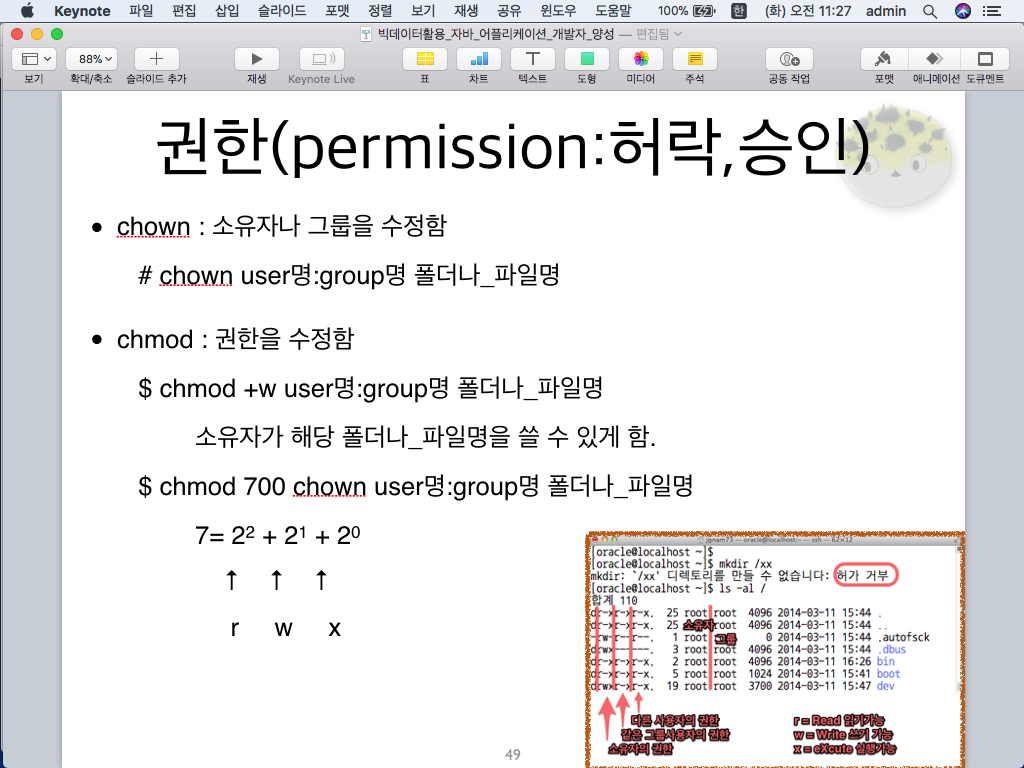 Keynote 파일 편집 삽입 슬라이드 포맷 정렬 보기 재생 공유 윈도우 도움말 100% 한 (화) 오전 11:27 admin
빅데이터활용_자바_어플리케이션_개발자_양성 — 편집됨
88%
보기 확대/축소 슬라이드 추가 재생 Keynote Live 표 차트 텍스트 도형 미디어 주석 공동 작업 포맷 애니메이션 도큐멘트
권한(permission:허락,승인)
• chown : 소유자나 그룹을 수정함
# chown user명:group명 폴더나_파일명
• chmod : 권한을 수정함
$ chmod +w user명:group명 폴더나_파일명
소유자가 해당 폴더나_파일명을 쓸 수 있게 함.
$ chmod 700 chown user명:group명 폴더나_파일명
7= 2² + 2¹ + 2⁰
↑ ↑ ↑
r w x
jgnam73 — oracle@localhost:~ — ssh — 62×12
[oracle@localhost ~]$
[oracle@localhost ~]$ mkdir /xx
mkdir: `/xx' 디렉토리를 만들 수 없습니다: 허가 거부
[oracle@localhost ~]$ ls -al /
합계 110
dr-xr-xr-x. 25 root root 4096 2014-03-11 15:44 .
dr-xr-xr-x. 25 root root 4096 2014-03-11 15:44 ..
-rw-r--r--. 1 root root 0 2014-03-11 15:44 .autofsck
drwx------. 3 root root 4096 2014-03-11 15:44 .dbus
dr-xr-xr-x. 2 root root 4096 2014-03-11 16:26 bin
dr-xr-xr-x. 5 root root 1024 2014-03-11 15:41 boot
drwxr-xr-x. 19 root root 3700 2014-03-11 15:47 dev
소유자
그룹
다른 사용자의 권한
같은 그룹사용자의 권한
소유자의 권한
r = Read 읽기가능
w = Write 쓰기 가능
x = eXcute 실행가능
49